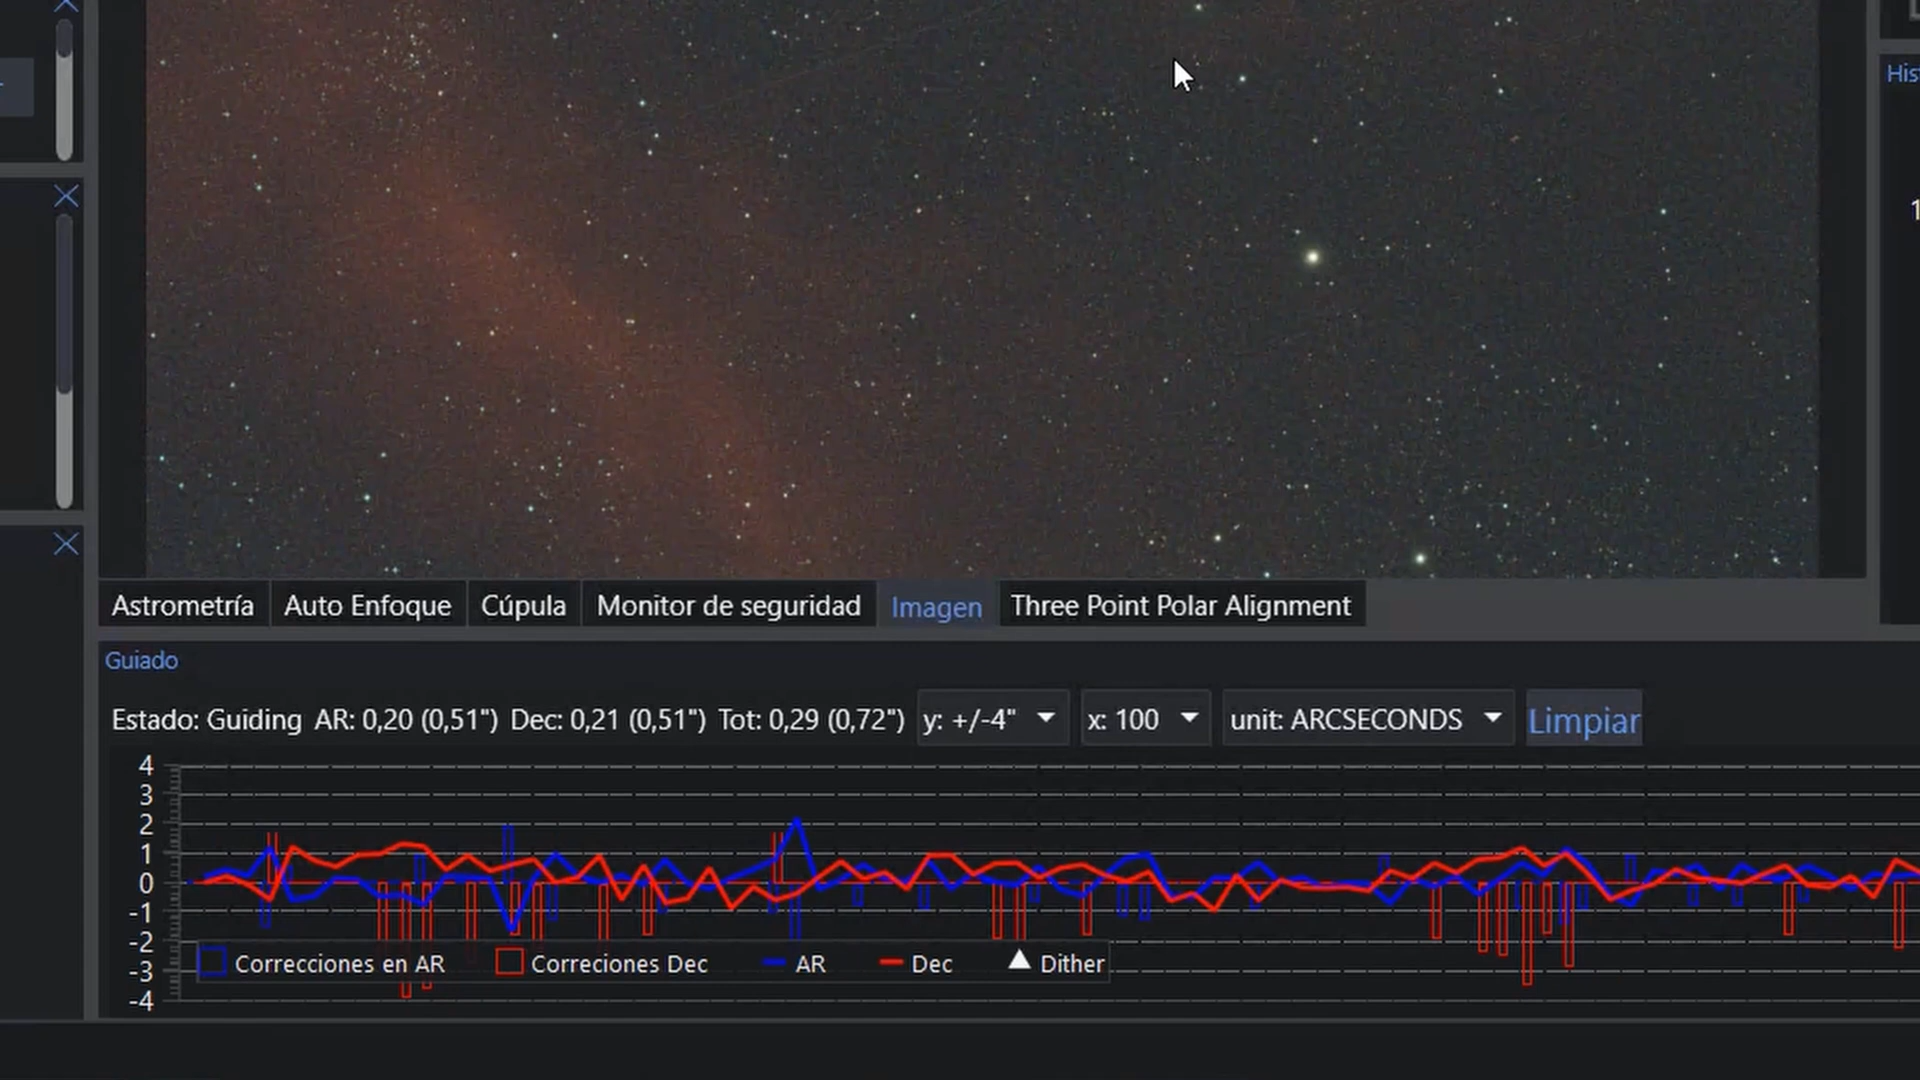 His
1
Astrometría Auto Enfoque Cúpula Monitor de seguridad Imagen Three Point Polar Alignment
Guiado
Estado: Guiding AR: 0,20 (0,51") Dec: 0,21 (0,51") Tot: 0,29 (0,72") y: +/-4" x: 100 unit: ARCSECONDS Limpiar
4
3
2
1
0
-1
-2
-3
-4
Correcciones en AR Correciones Dec AR Dec Dither